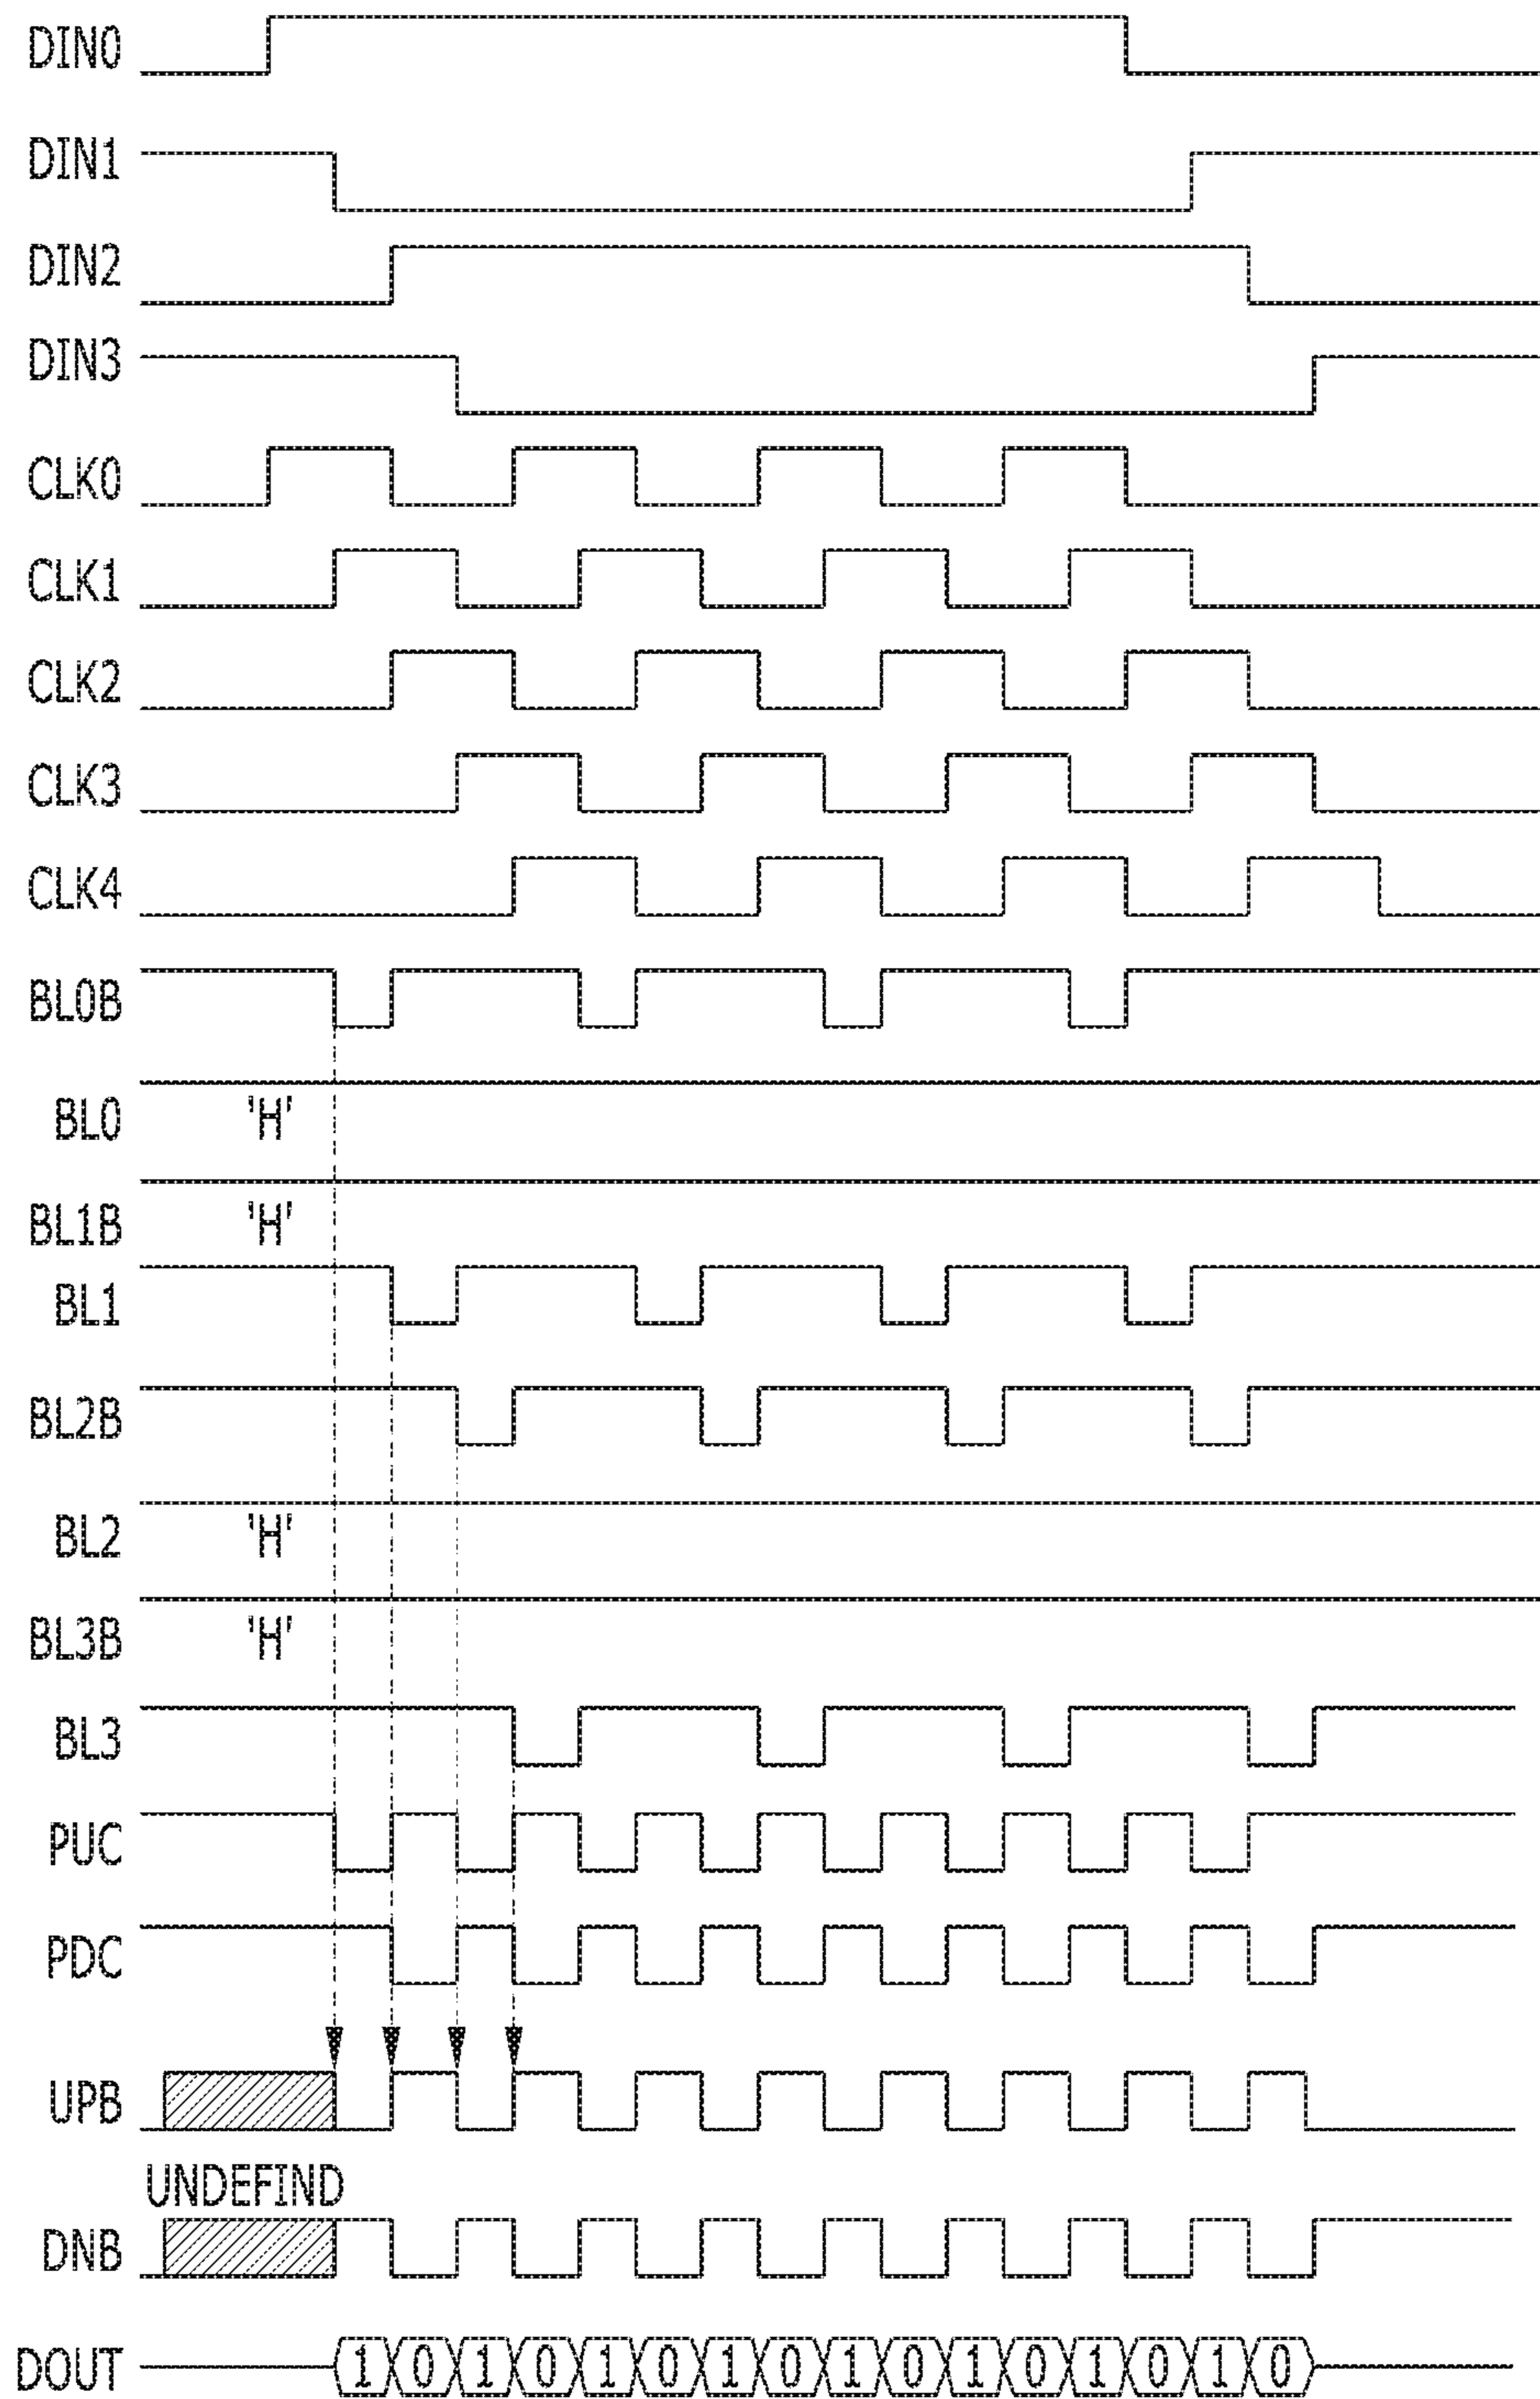 DIN0
DIN1
DIN2
DIN3
CLK0
CLK1
CLK2
CLK3
CLK4
BL0B
BL0 'H'
BL1B 'H'
BL1
BL2B
BL2 'H'
BL3B 'H'
BL3
PUC
PDC
UPB
UNDEFIND
DNB
DOUT 1 0 1 0 1 0 1 0 1 0 1 0 1 0 1 0